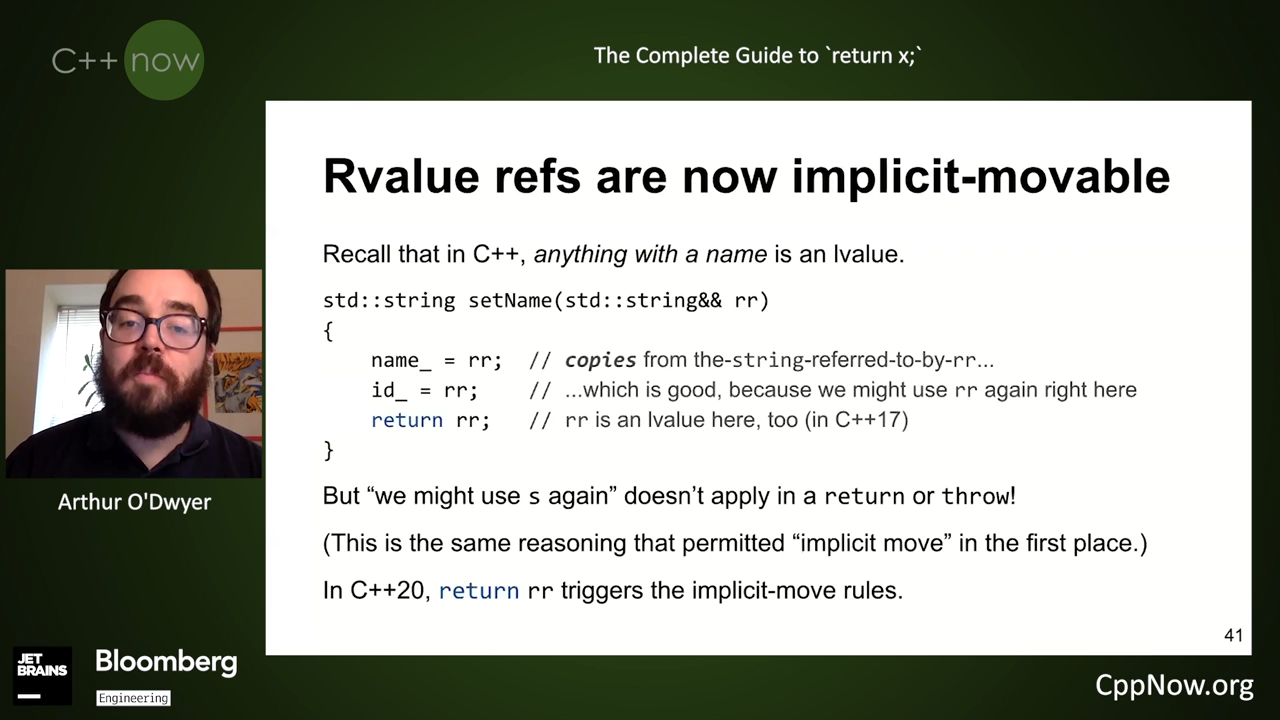 C++ now
The Complete Guide to `return x;`
Rvalue refs are now implicit-movable
Recall that in C++, anything with a name is an lvalue.
std::string setName(std::string&& rr)
{
name_ = rr; // copies from the-string-referred-to-by-rr...
id_ = rr; // ...which is good, because we might use rr again right here
return rr; // rr is an lvalue here, too (in C++17)
}
But “we might use s again” doesn’t apply in a return or throw!
(This is the same reasoning that permitted “implicit move” in the first place.)
In C++20, return rr triggers the implicit-move rules.
41
Arthur O'Dwyer
JET
BRAINS
Bloomberg
Engineering
CppNow.org